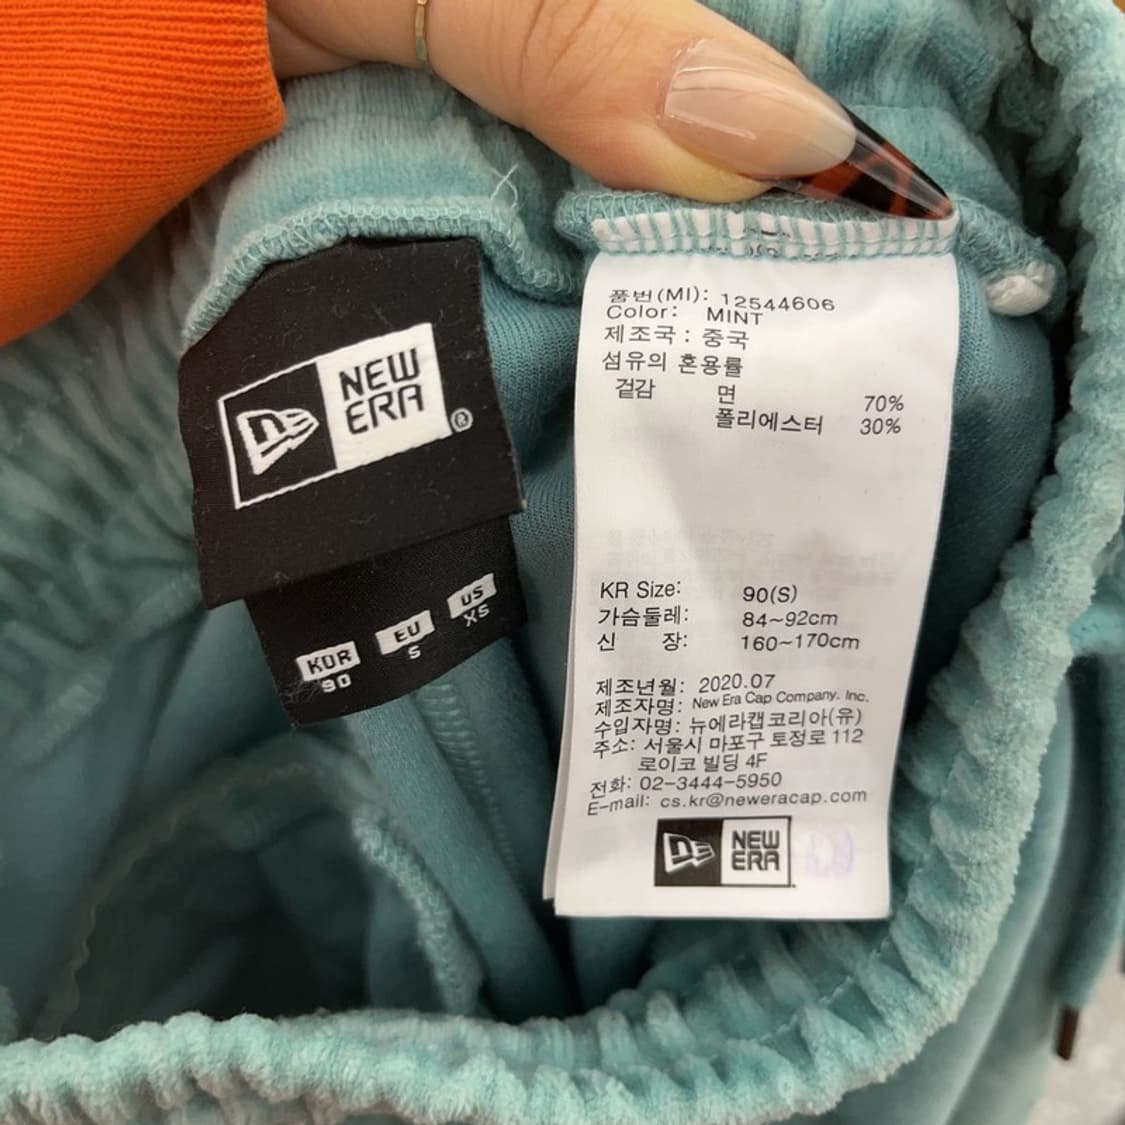 NEW
ERA
®
KOR
90
EU
S
US
XS
품번(MI): 12544606
Color: MINT
제조국 : 중국
섬유의 혼용률
겉감 면 70%
폴리에스터 30%
KR Size: 90(S)
가슴둘레: 84~92cm
신 장: 160~170cm
제조년월: 2020.07
제조자명: New Era Cap Company. Inc.
수입자명: 뉴에라캡코리아(유)
주소: 서울시 마포구 토정로 112
로이코 빌딩 4F
전화: 02-3444-5950
E-mail: cs.kr@neweracap.com
NEW
ERA